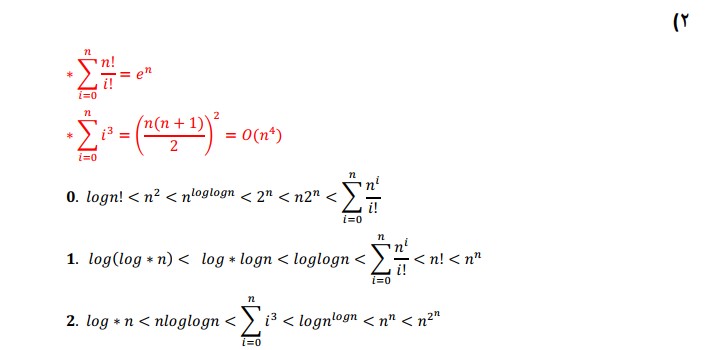 (۲
* \sum_{i=0}^{n} \frac{n!}{i!} = e^n
* \sum_{i=0}^{n} i^3 = \left(\frac{n(n+1)}{2}\right)^2 = O(n^4)
0. logn! < n^2 < n^{loglogn} < 2^n < n2^n < \sum_{i=0}^{n} \frac{n^i}{i!}
1. log(log * n) < log * logn < loglogn < \sum_{i=0}^{n} \frac{n^i}{i!} < n! < n^n
2. log * n < nloglogn < \sum_{i=0}^{n} i^3 < logn^{logn} < n^n < n^{2^n}